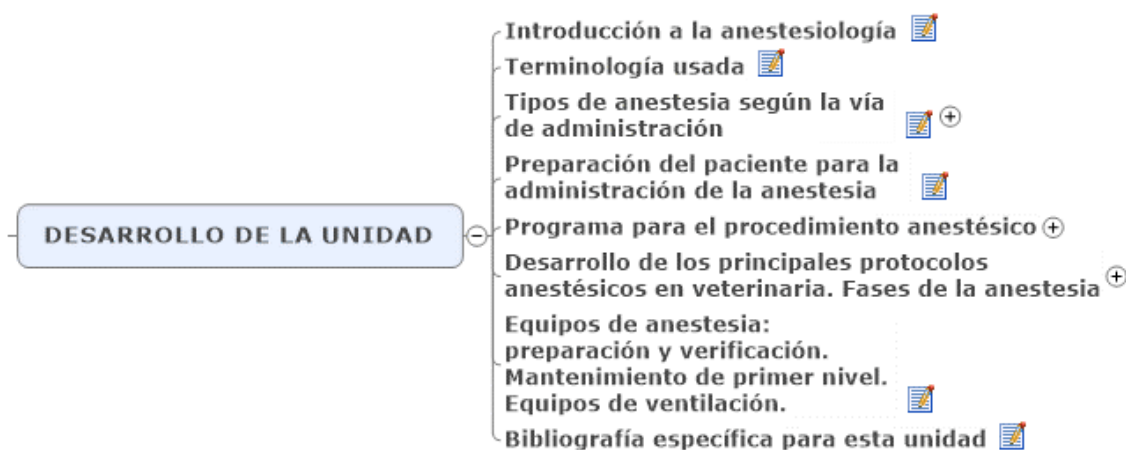 Introducción a la anestesiología
Terminología usada
Tipos de anestesia según la vía
de administración
Preparación del paciente para la
administración de la anestesia
DESARROLLO DE LA UNIDAD
Programa para el procedimiento anestésico
Desarrollo de los principales protocolos
anestésicos en veterinaria. Fases de la anestesia
Equipos de anestesia:
preparación y verificación.
Mantenimiento de primer nivel.
Equipos de ventilación.
Bibliografía específica para esta unidad